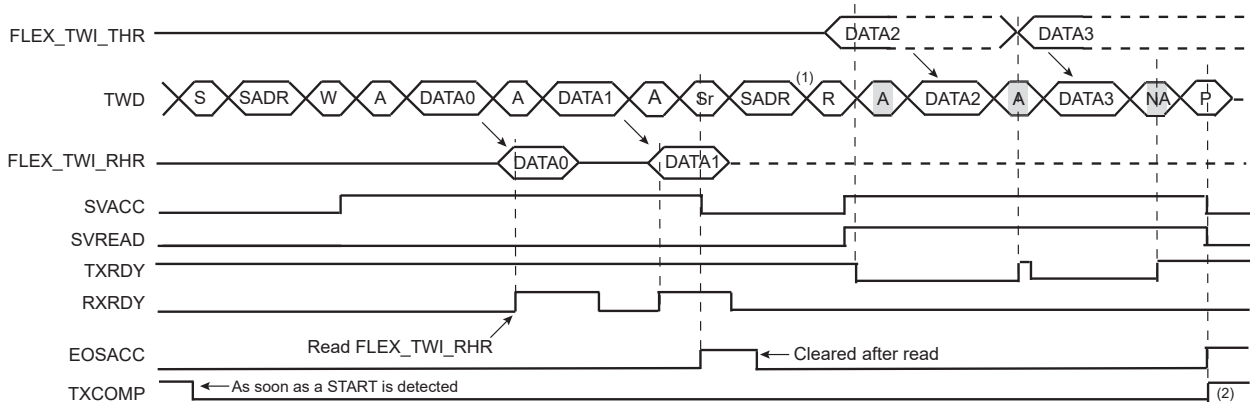 FLEX_TWI_THR DATA2 DATA3
TWD S SADR W A DATA0 A DATA1 A Sr SADR (1) R A DATA2 A DATA3 NA P
FLEX_TWI_RHR DATA0 DATA1
SVACC
SVREAD
TXRDY
RXRDY
Read FLEX_TWI_RHR
EOSACC Cleared after read
TXCOMP As soon as a START is detected (2)